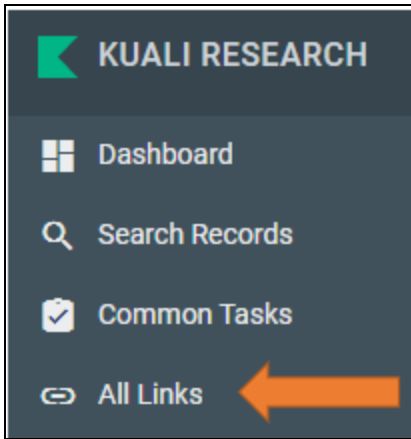 KUALI RESEARCH
Dashboard
Search Records
Common Tasks
All Links